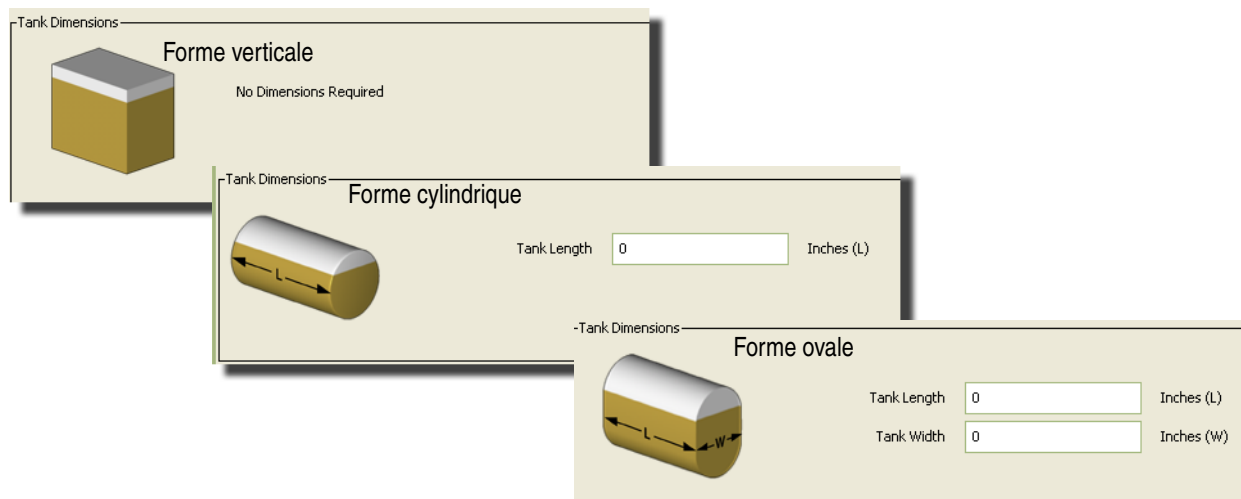 Tank Dimensions
Forme verticale
No Dimensions Required
Tank Dimensions
Forme cylindrique
L
Tank Length 0 Inches (L)
Tank Dimensions
Forme ovale
L W
Tank Length 0 Inches (L)
Tank Width 0 Inches (W)